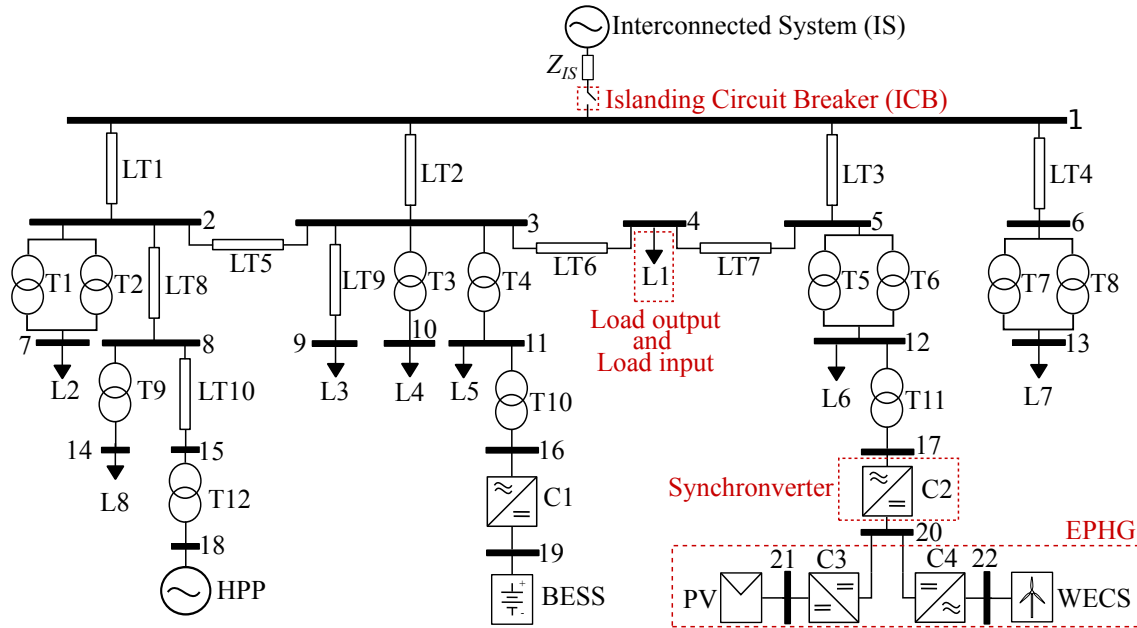 Interconnected System (IS)
Z_IS
Islanding Circuit Breaker (ICB)
1
LT1
LT2
LT3
LT4
2
3
4
5
6
LT5
LT6
LT7
T1
T2
LT8
LT9
T3
T4
L1
T5
T6
T7
T8
Load output
and
Load input
7
8
9
10
11
12
13
L2
T9
LT10
L3
L4
L5
T10
L6
T11
L7
14
15
16
17
L8
T12
C1
Synchronverter
C2
18
19
20
EPHG
HPP
+
-
BESS
21
C3
C4
22
PV
WECS